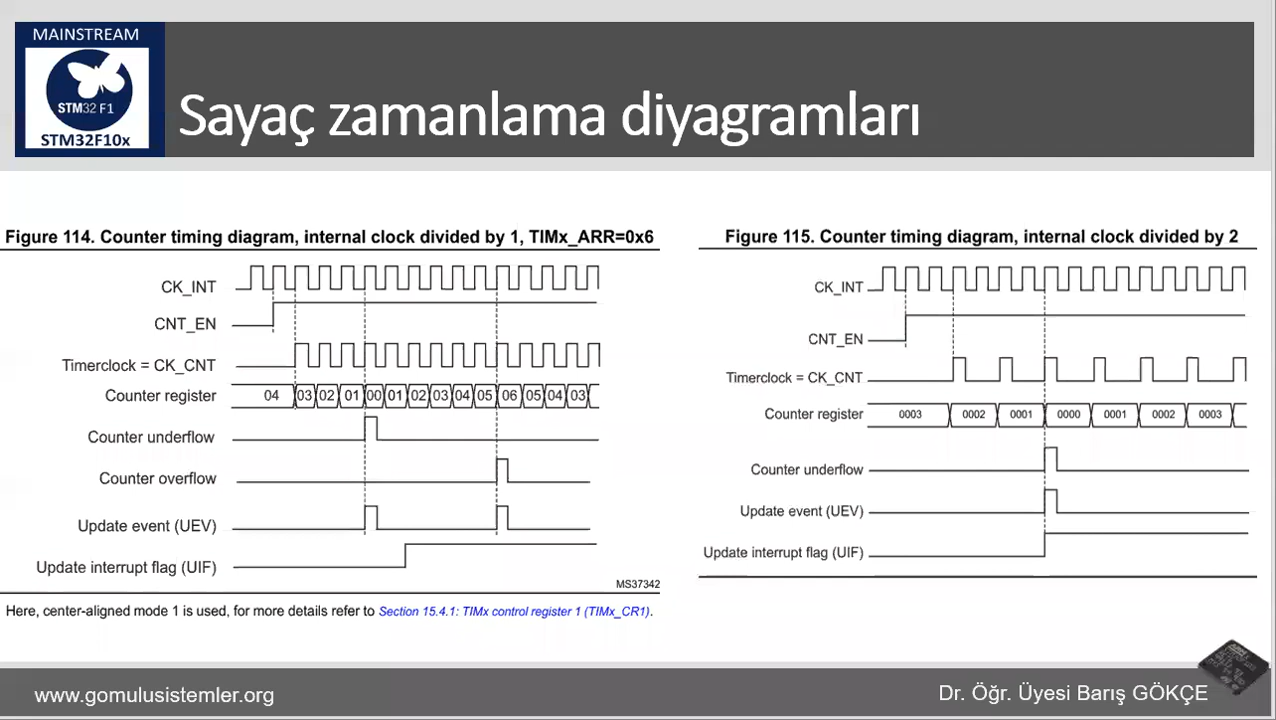 MAINSTREAM
STM32 F1
STM32F10x
Sayaç zamanlama diyagramları
Figure 114. Counter timing diagram, internal clock divided by 1, TIMx_ARR=0x6
CK_INT
CNT_EN
Timerclock = CK_CNT
Counter register
04 03 02 01 00 01 02 03 04 05 06 05 04 03
Counter underflow
Counter overflow
Update event (UEV)
Update interrupt flag (UIF)
MS37342
Here, center-aligned mode 1 is used, for more details refer to Section 15.4.1: TIMx control register 1 (TIMx_CR1).
Figure 115. Counter timing diagram, internal clock divided by 2
CK_INT
CNT_EN
Timerclock = CK_CNT
Counter register
0003 0002 0001 0000 0001 0002 0003
Counter underflow
Update event (UEV)
Update interrupt flag (UIF)
www.gomulusistemler.org
Dr. Öğr. Üyesi Barış GÖKÇE